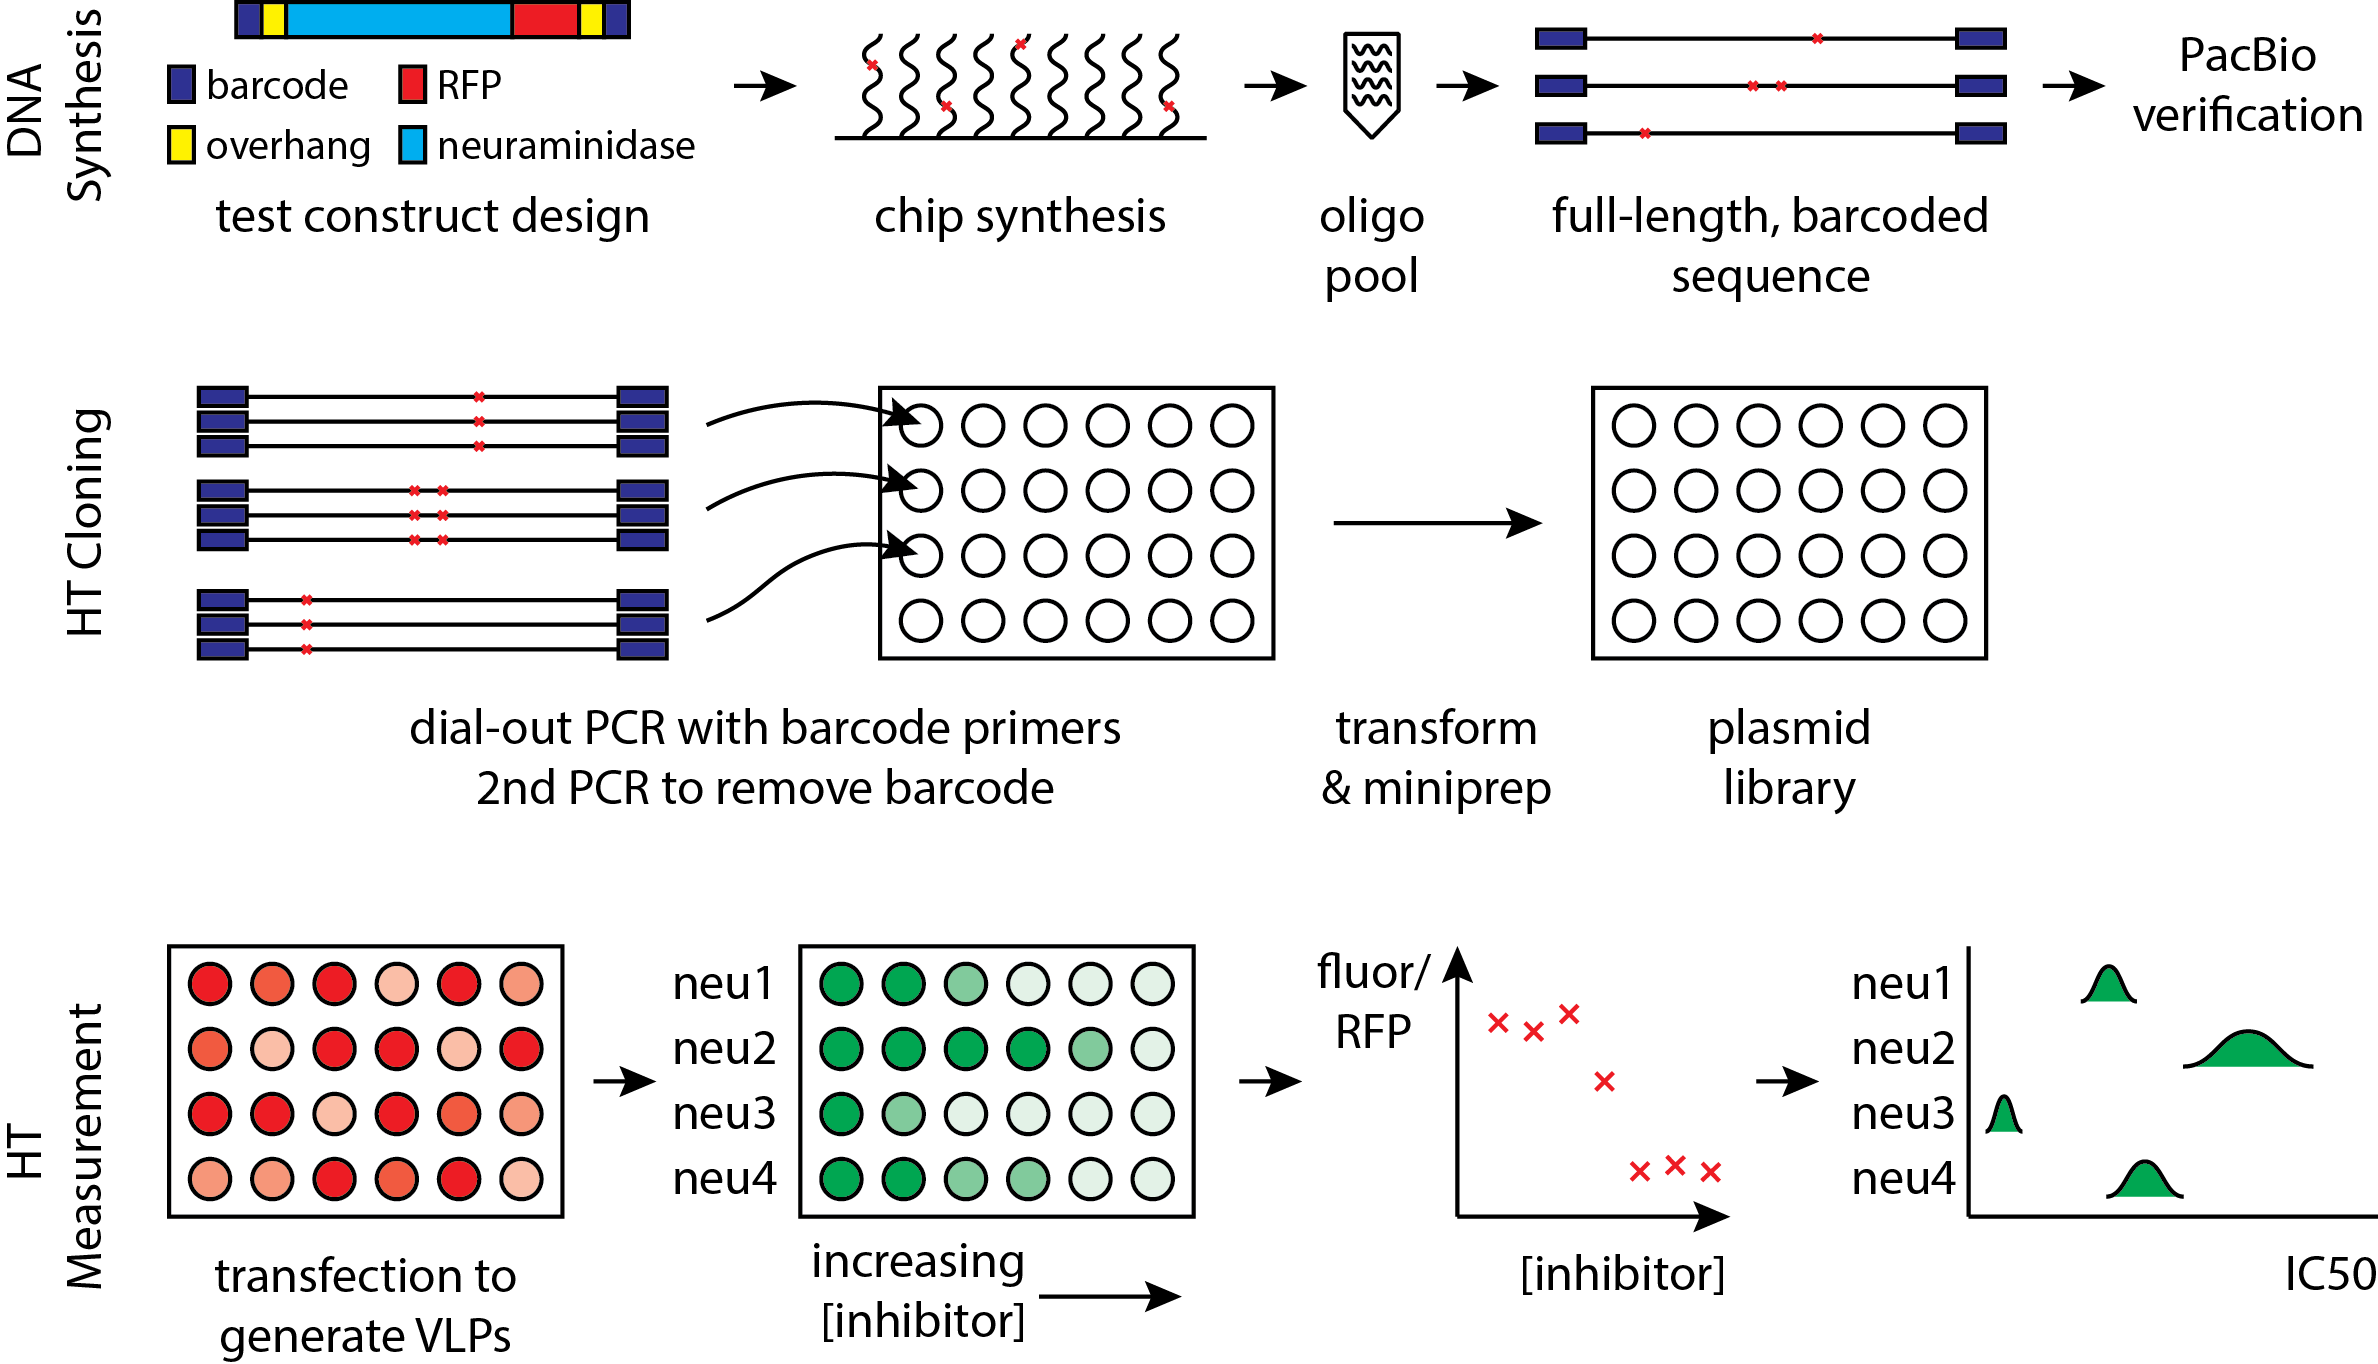 DNA
Synthesis
barcode
RFP
overhang
neuraminidase
test construct design
chip synthesis
oligo
pool
full-length, barcoded
sequence
PacBio
verification
HT Cloning
dial-out PCR with barcode primers
2nd PCR to remove barcode
transform
& miniprep
plasmid
library
HT
Measurement
transfection to
generate VLPs
neu1
neu2
neu3
neu4
increasing
[inhibitor]
fluor/
RFP
[inhibitor]
neu1
neu2
neu3
neu4
IC50